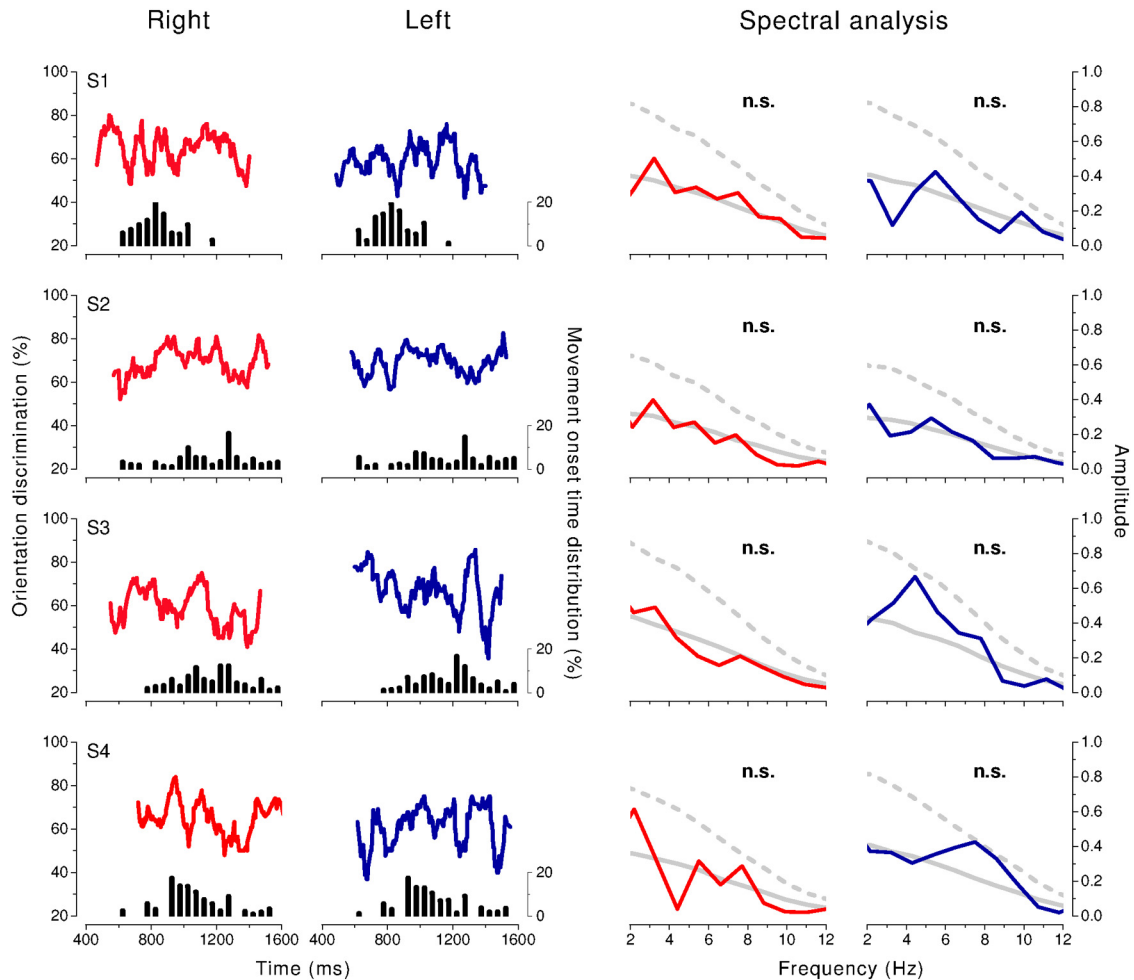 Right Left Spectral analysis
S1
100
80
60
40
20
20
0
n.s.
n.s.
1.0
0.8
0.6
0.4
0.2
0.0
S2
100
80
60
40
20
20
0
n.s.
n.s.
1.0
0.8
0.6
0.4
0.2
0.0
S3
100
80
60
40
20
20
0
n.s.
n.s.
1.0
0.8
0.6
0.4
0.2
0.0
S4
100
80
60
40
20
20
0
n.s.
n.s.
1.0
0.8
0.6
0.4
0.2
0.0
400 800 1200 1600 400 800 1200 1600 2 4 6 8 10 12 2 4 6 8 10 12
Time (ms) Frequency (Hz)
Orientation discrimination (%)
Movement onset time distribution (%)
Amplitude